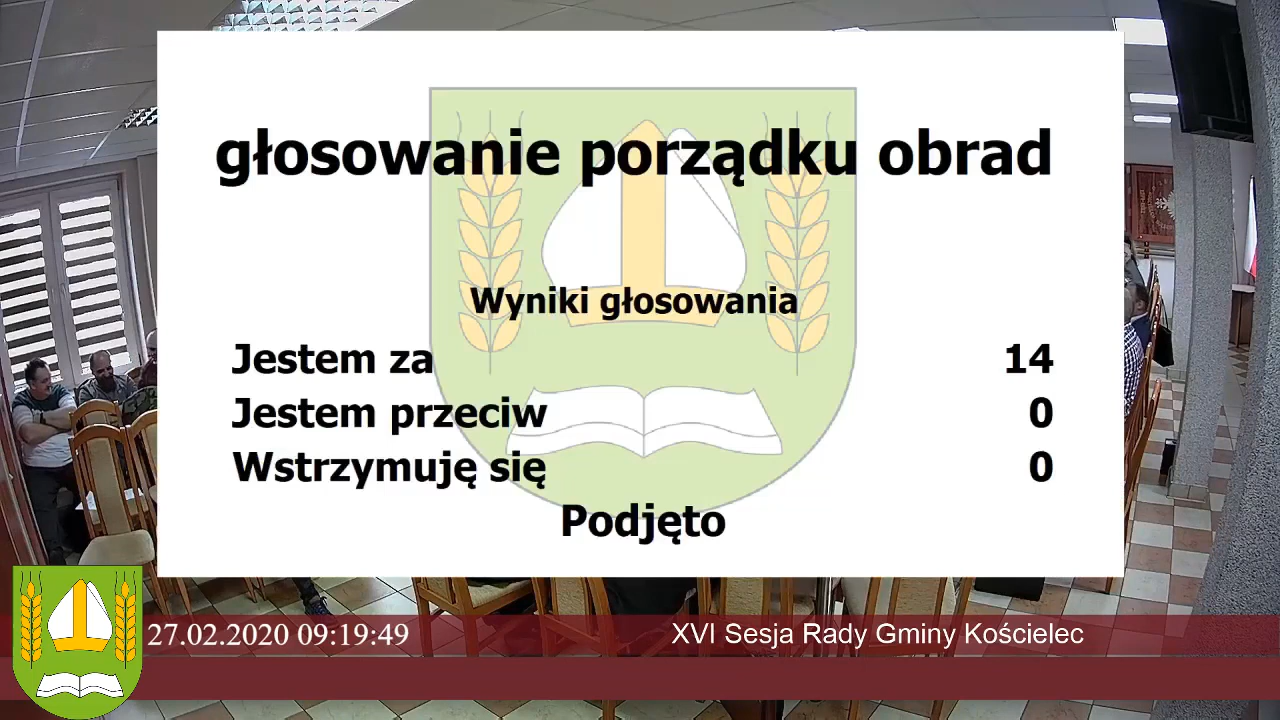 głosowanie porządku obrad
Wyniki głosowania
Jestem za 14
Jestem przeciw 0
Wstrzymuję się 0
Podjęto
27.02.2020 09:19:49
XVI Sesja Rady Gminy Kościelec